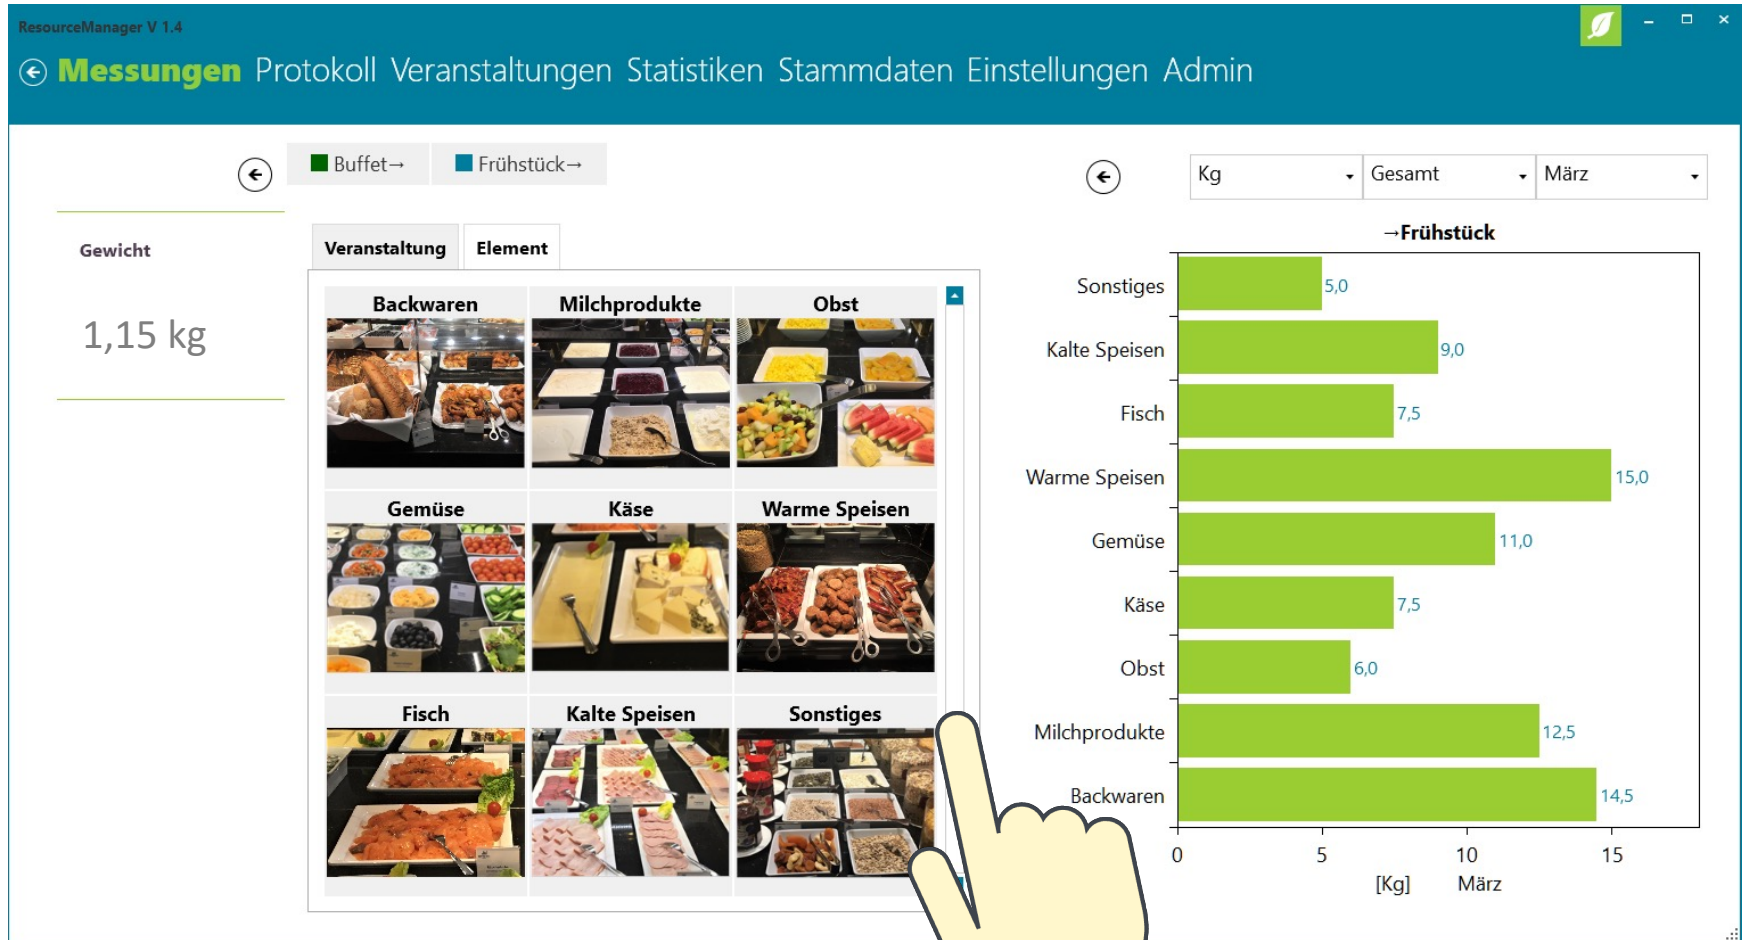 ResourceManager V 1.4
Messungen Protokoll Veranstaltungen Statistiken Stammdaten Einstellungen Admin
Buffet→ Frühstück→
Kg Gesamt März
Gewicht
1,15 kg
Veranstaltung Element
Backwaren Milchprodukte Obst
Gemüse Käse Warme Speisen
Fisch Kalte Speisen Sonstiges
→Frühstück
Sonstiges 5,0
Kalte Speisen 9,0
Fisch 7,5
Warme Speisen 15,0
Gemüse 11,0
Käse 7,5
Obst 6,0
Milchprodukte 12,5
Backwaren 14,5
0 5 10 15
[Kg] März